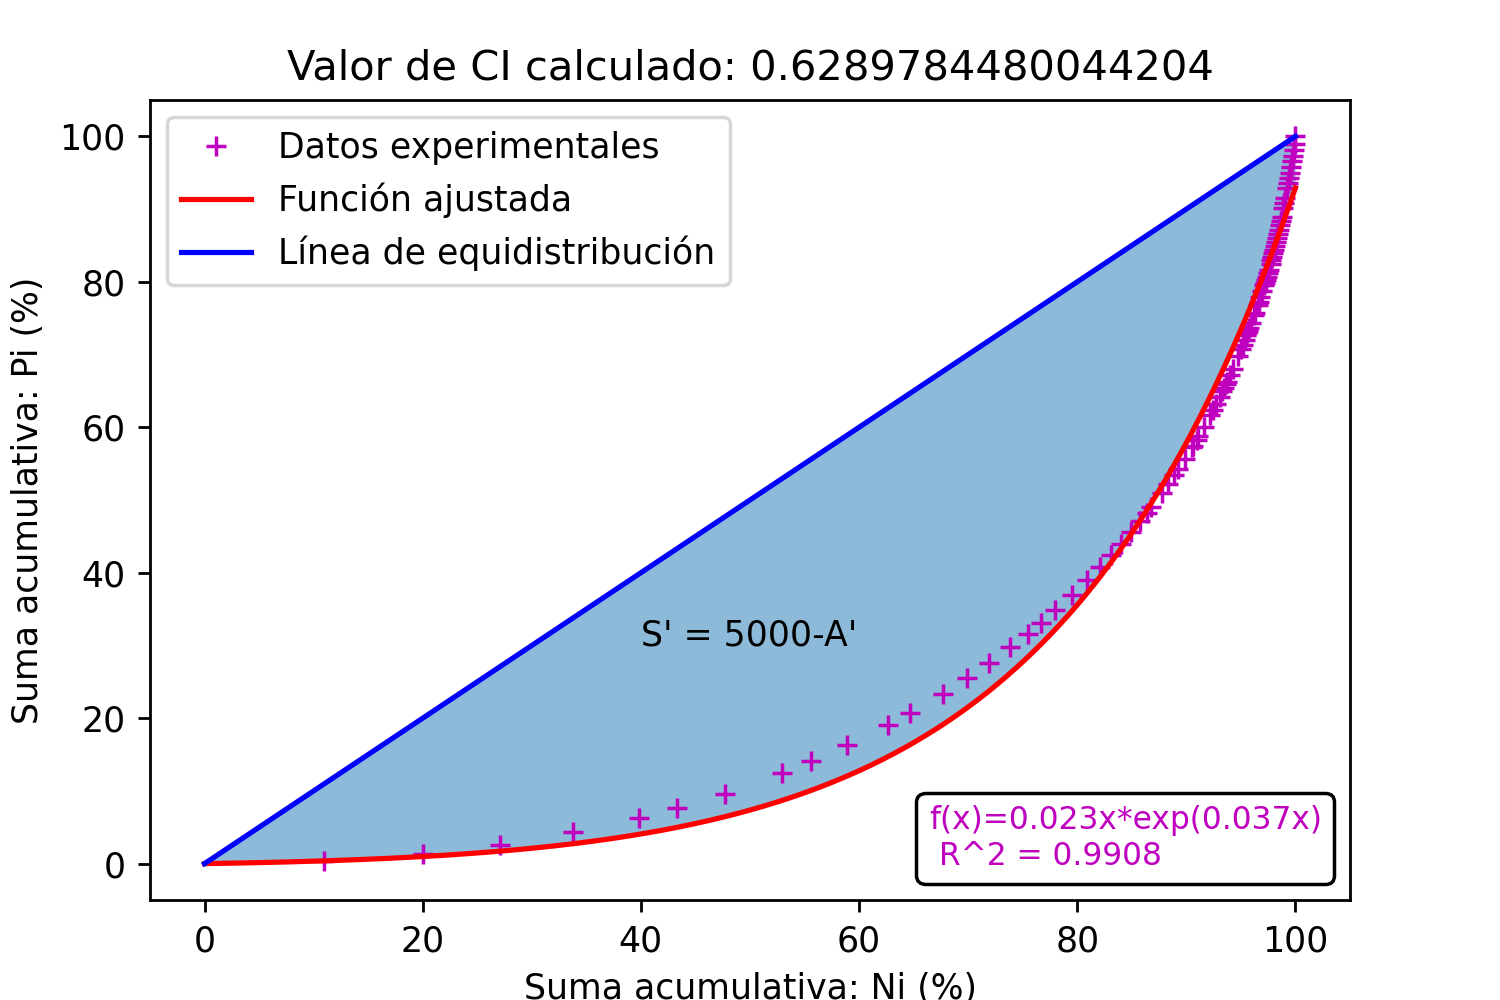 Valor de CI calculado: 0.6289784480044204
Datos experimentales
Función ajustada
Línea de equidistribución
Suma acumulativa: Pi (%)
100
80
60
40
20
0
S' = 5000-A'
f(x)=0.023x*exp(0.037x)
R^2 = 0.9908
0 20 40 60 80 100
Suma acumulativa: Ni (%)